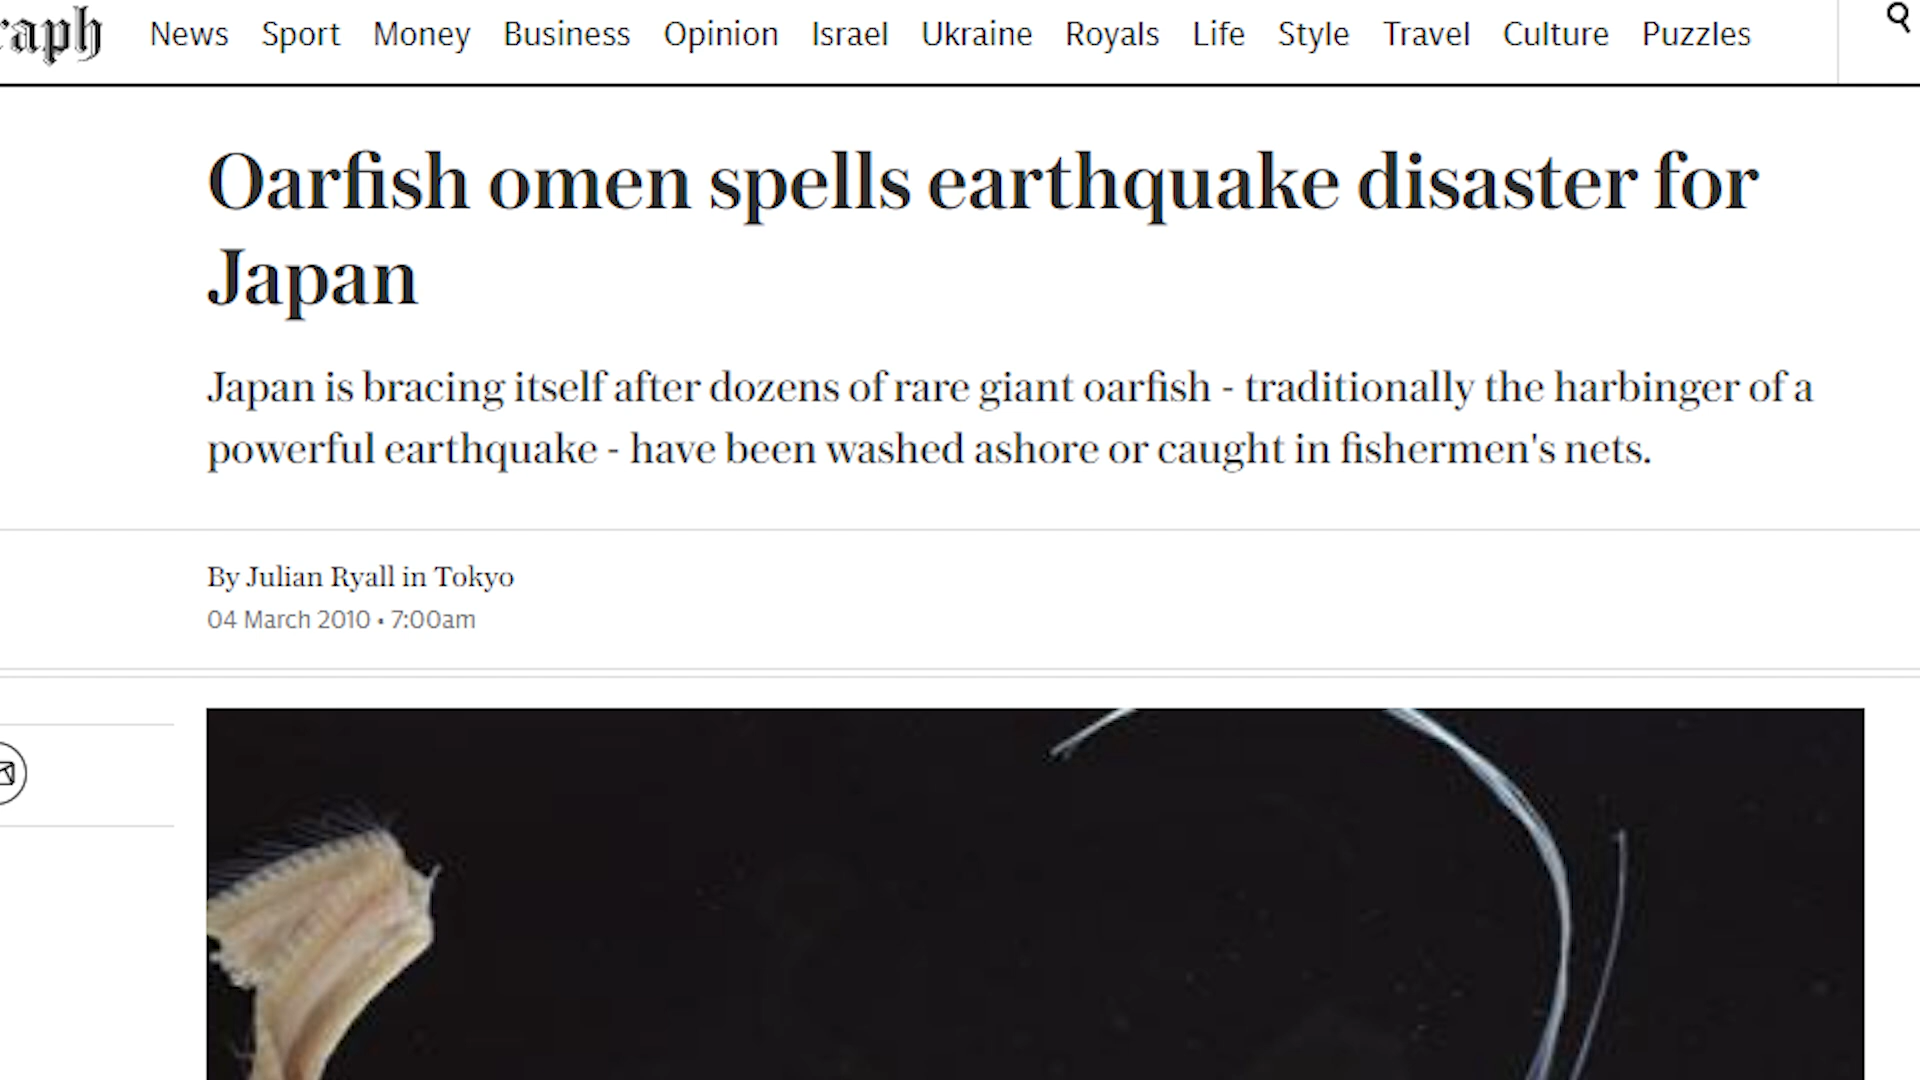 raph News Sport Money Business Opinion Israel Ukraine Royals Life Style Travel Culture Puzzles
Oarfish omen spells earthquake disaster for
Japan
Japan is bracing itself after dozens of rare giant oarfish - traditionally the harbinger of a
powerful earthquake - have been washed ashore or caught in fishermen's nets.
By Julian Ryall in Tokyo
04 March 2010 • 7:00am